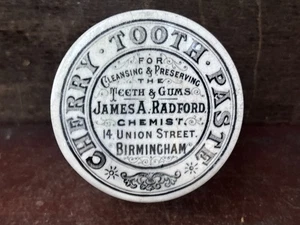 CHERRY · TOOTH · PASTE
FOR
CLEANSING & PRESERVING
THE
TEETH & GUMS
JAMES A. RADFORD
CHEMIST,
14 UNION STREET,
BIRMINGHAM